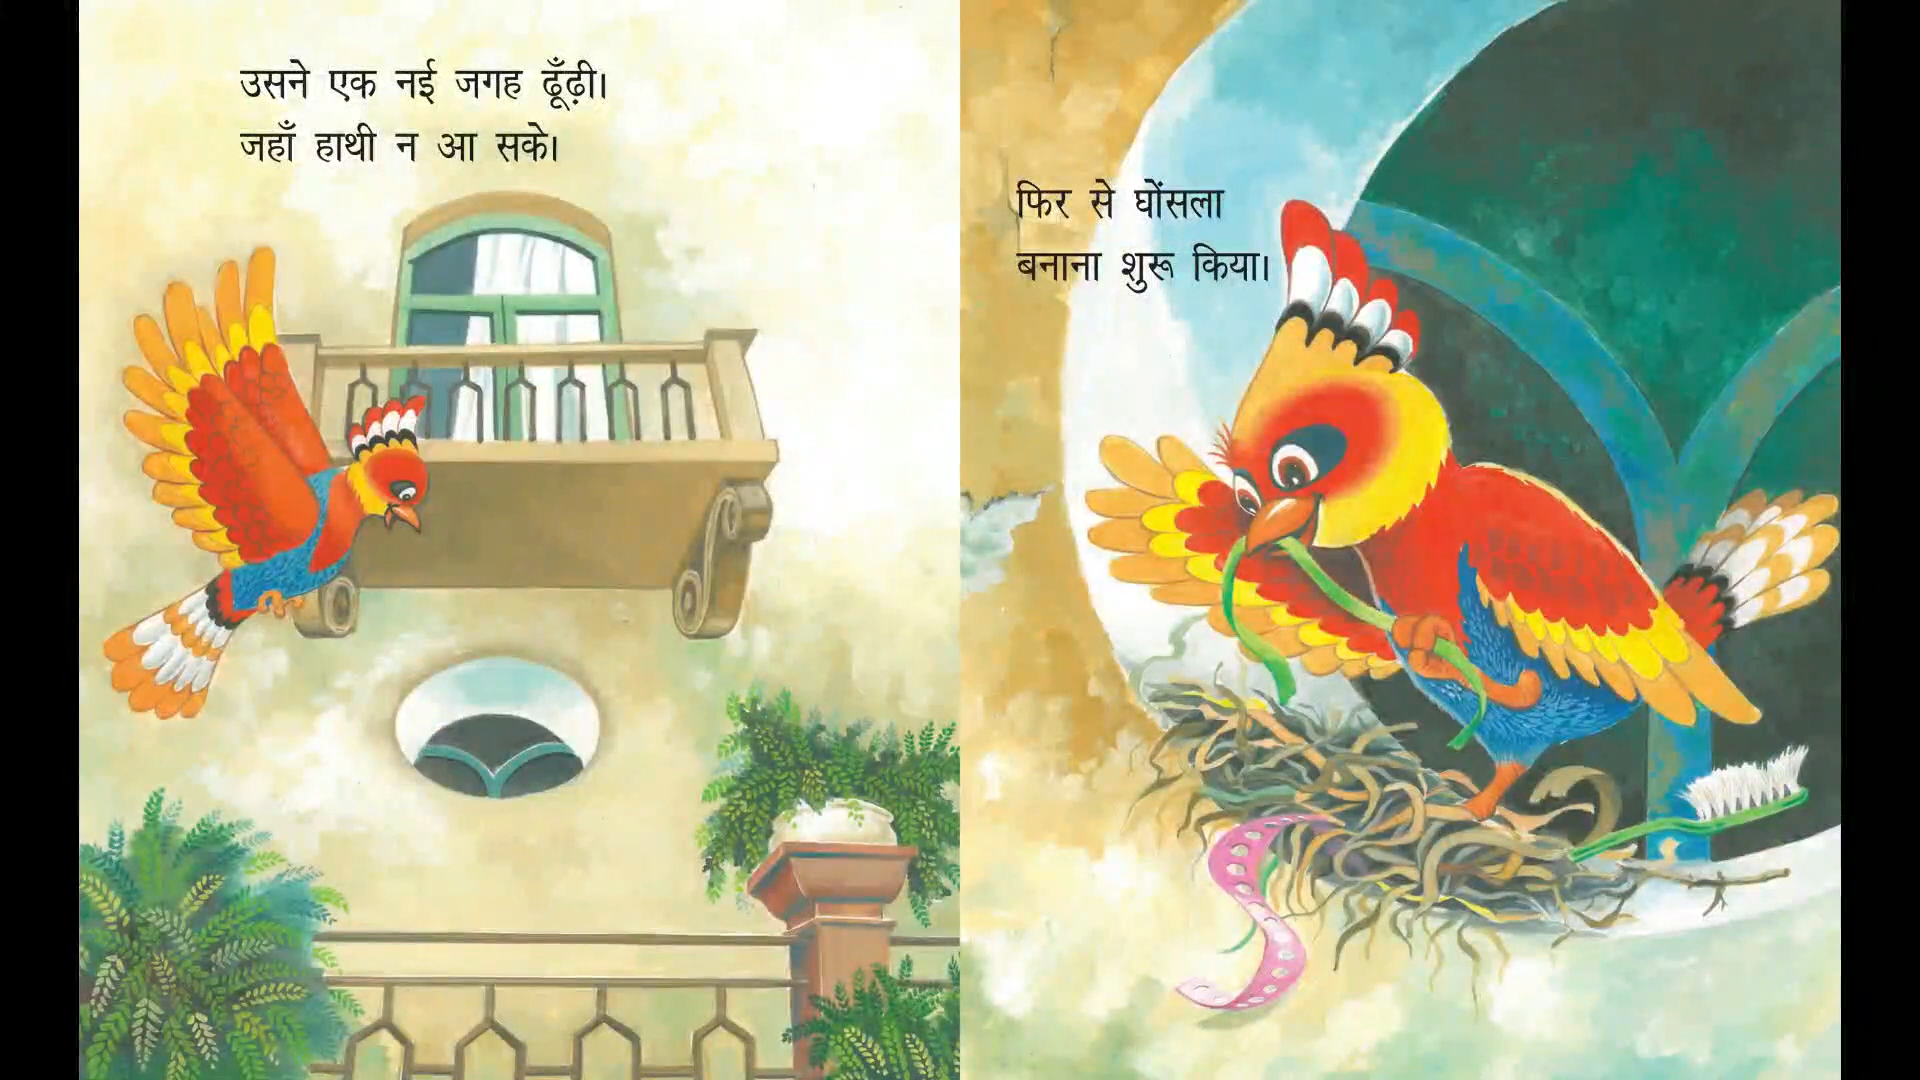 उसने एक नई जगह ढूँढ़ी।
जहाँ हाथी न आ सके।
फिर से घोंसला
बनाना शुरू किया।